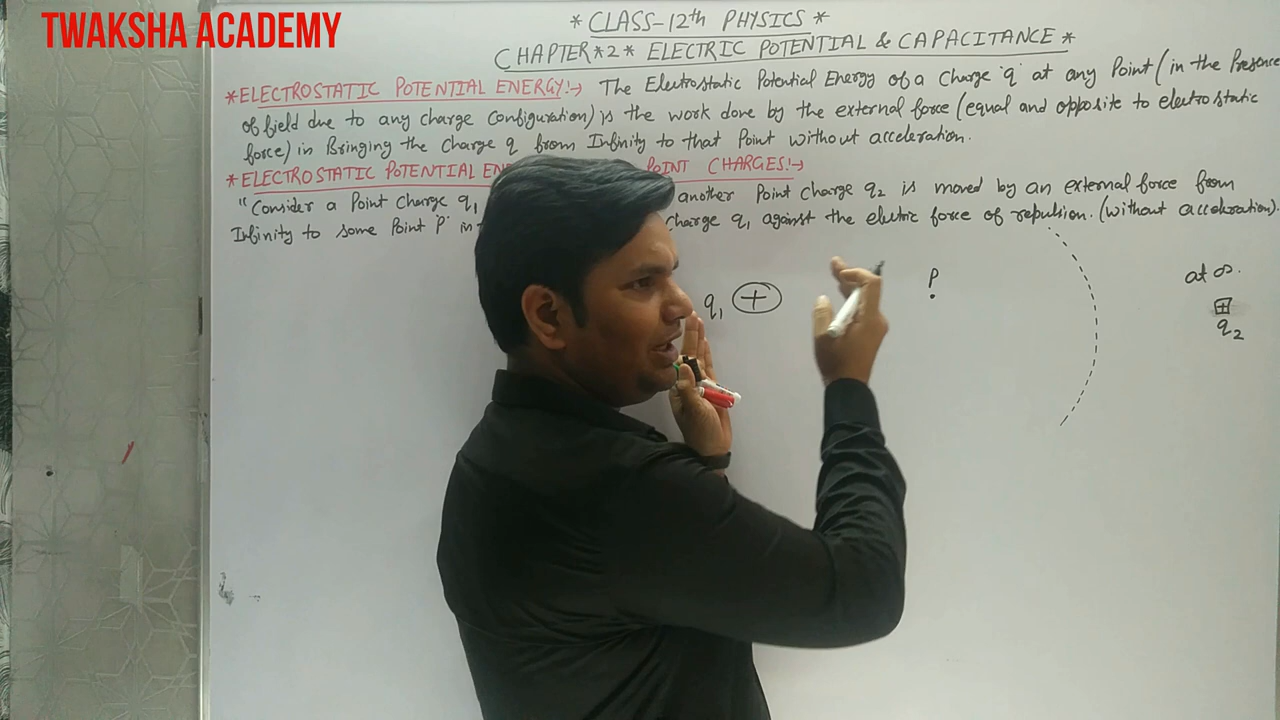 TWAKSHA ACADEMY
* CLASS-12th PHYSICS *
CHAPTER*2* ELECTRIC POTENTIAL & CAPACITANCE *
*ELECTROSTATIC POTENTIAL ENERGY:→ The Electrostatic Potential Energy of a charge 'q' at any Point (in the Presence
of field due to any charge configuration) is the work done by the external force (equal and opposite to electrostatic
force) in Bringing the Charge q from Infinity to that Point without acceleration.
*ELECTROSTATIC POTENTIAL POINT CHARGES:→
"Consider a Point Charge q₁ another Point Charge q₂ is moved by an external force from
Infinity to some Point 'P' charge q₁ against the electric force of repulsion. (without acceleration).
P
at ∞.
q₁ +
+
q₂